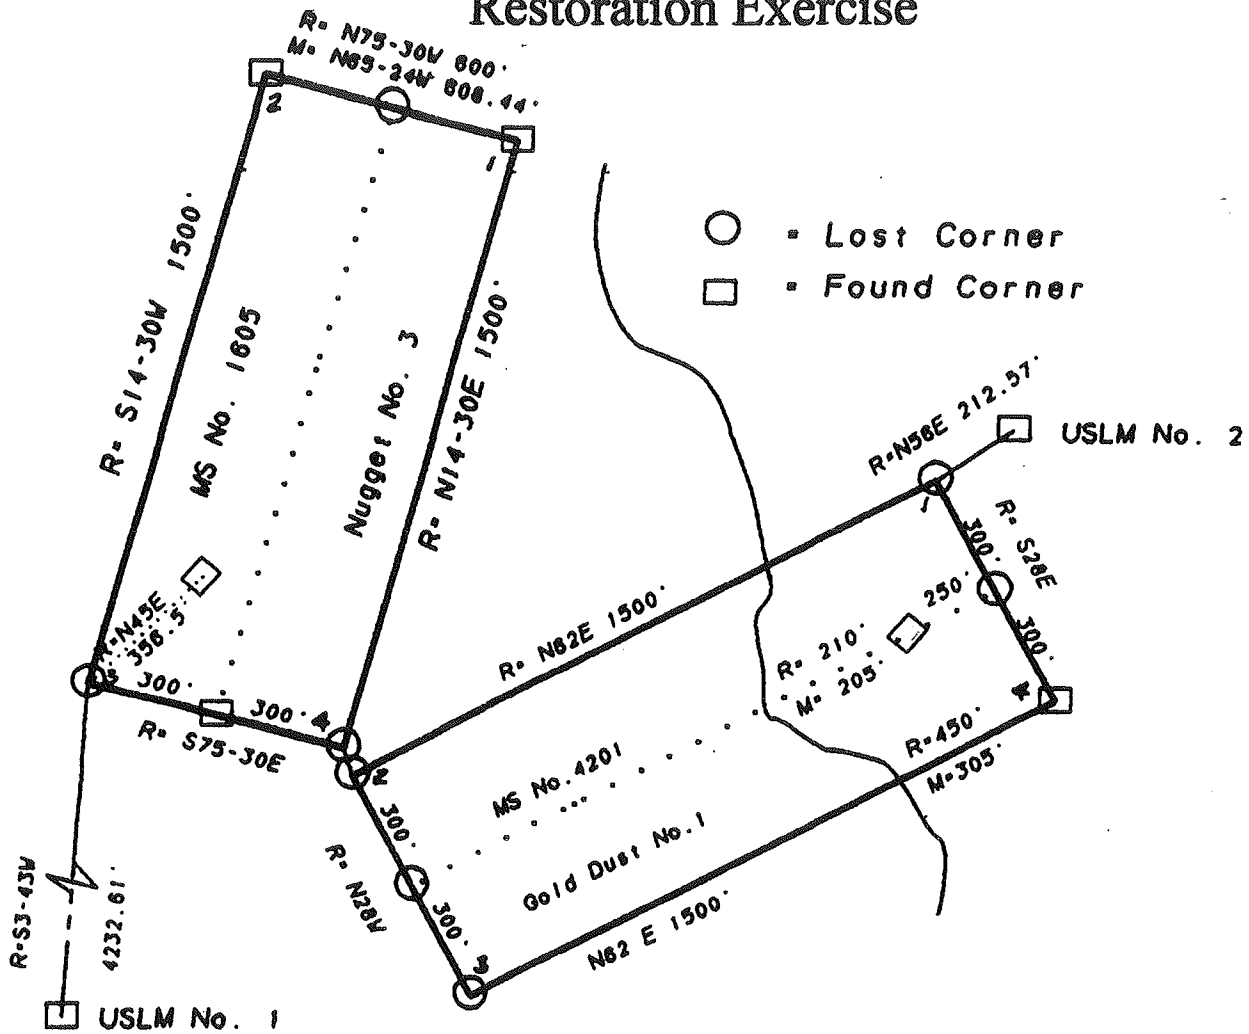 Restoration Exercise
R= N75-30W 600'
M= N65-24W 606.44'
2
1
R= S14-30W 1500'
MS No. 1605
Nugget No. 3
R= N14-30E 1500'
= Lost Corner
= Found Corner
R=N56E 212.57'
USLM No. 2
1
R= S28E
300'
300'
250'
R= 210'
M= 205'
4
R=450'
M=305'
R= N62E 1500'
R=N45E
356.5'
3
300'
300'
4
R= S75-30E
2
MS No.4201
Gold Dust No.1
300'
R= N28W
300'
3
N62 E 1500'
R=S3-43W
4232.61'
USLM No. 1